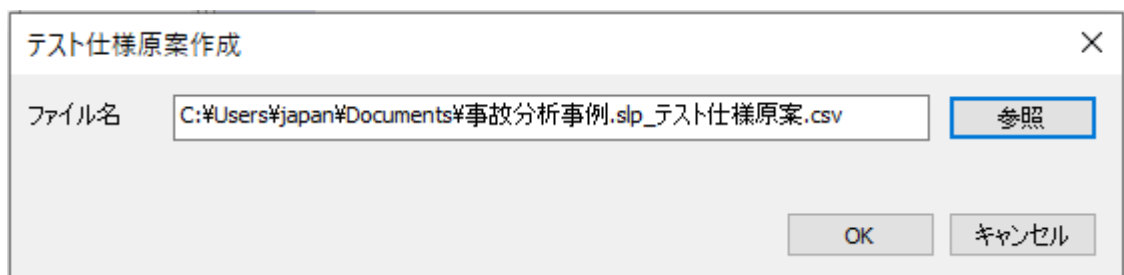 テスト仕様原案作成
ファイル名 C:¥Users¥japan¥Documents¥事故分析事例.slp_テスト仕様原案.csv 参照
OK キャンセル